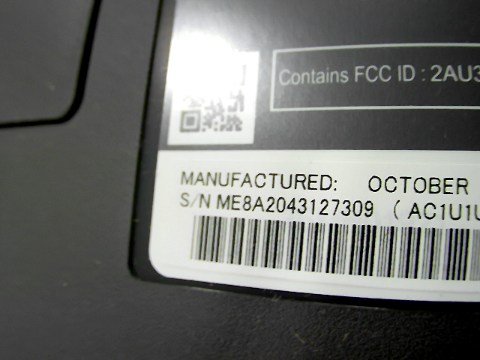 Contains FCC ID : 2AU3
MANUFACTURED: OCTOBER
S/N ME8A2043127309 ( AC1U1U